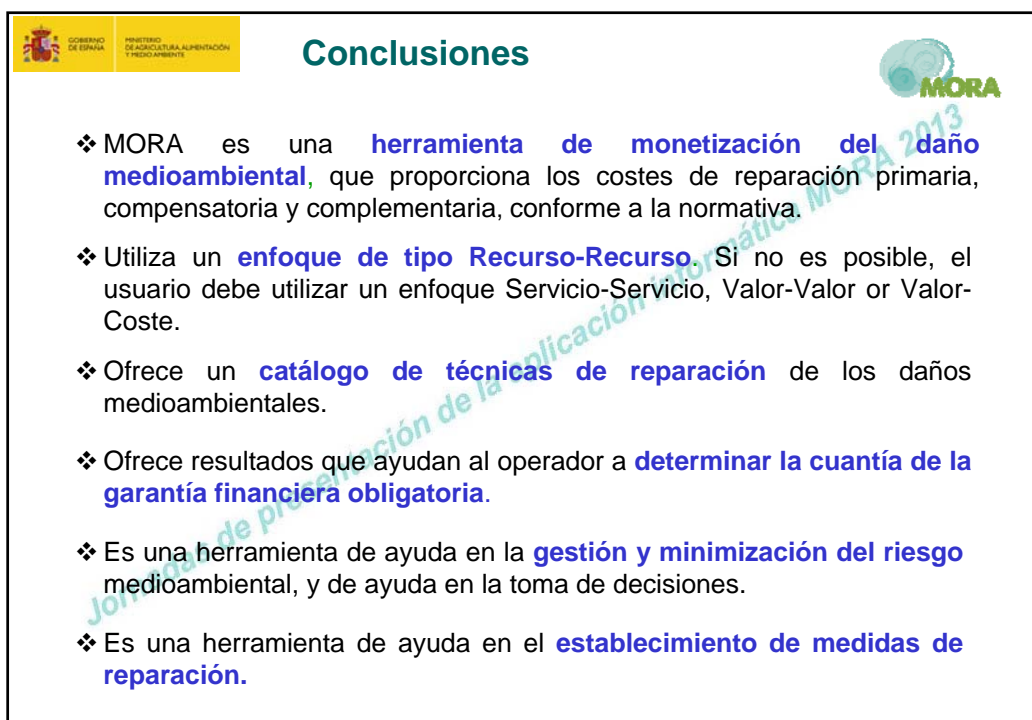 GOBIERNO
DE ESPAÑA
MINISTERIO
DE AGRICULTURA, ALIMENTACIÓN
Y MEDIO AMBIENTE
Conclusiones
MORA
❖ MORA es una herramienta de monetización del daño
medioambiental, que proporciona los costes de reparación primaria,
compensatoria y complementaria, conforme a la normativa.
❖ Utiliza un enfoque de tipo Recurso-Recurso. Si no es posible, el
usuario debe utilizar un enfoque Servicio-Servicio, Valor-Valor or Valor-
Coste.
❖ Ofrece un catálogo de técnicas de reparación de los daños
medioambientales.
❖ Ofrece resultados que ayudan al operador a determinar la cuantía de la
garantía financiera obligatoria.
❖ Es una herramienta de ayuda en la gestión y minimización del riesgo
medioambiental, y de ayuda en la toma de decisiones.
❖ Es una herramienta de ayuda en el establecimiento de medidas de
reparación.
Jornadas de presentación de la aplicación informática MORA 2013